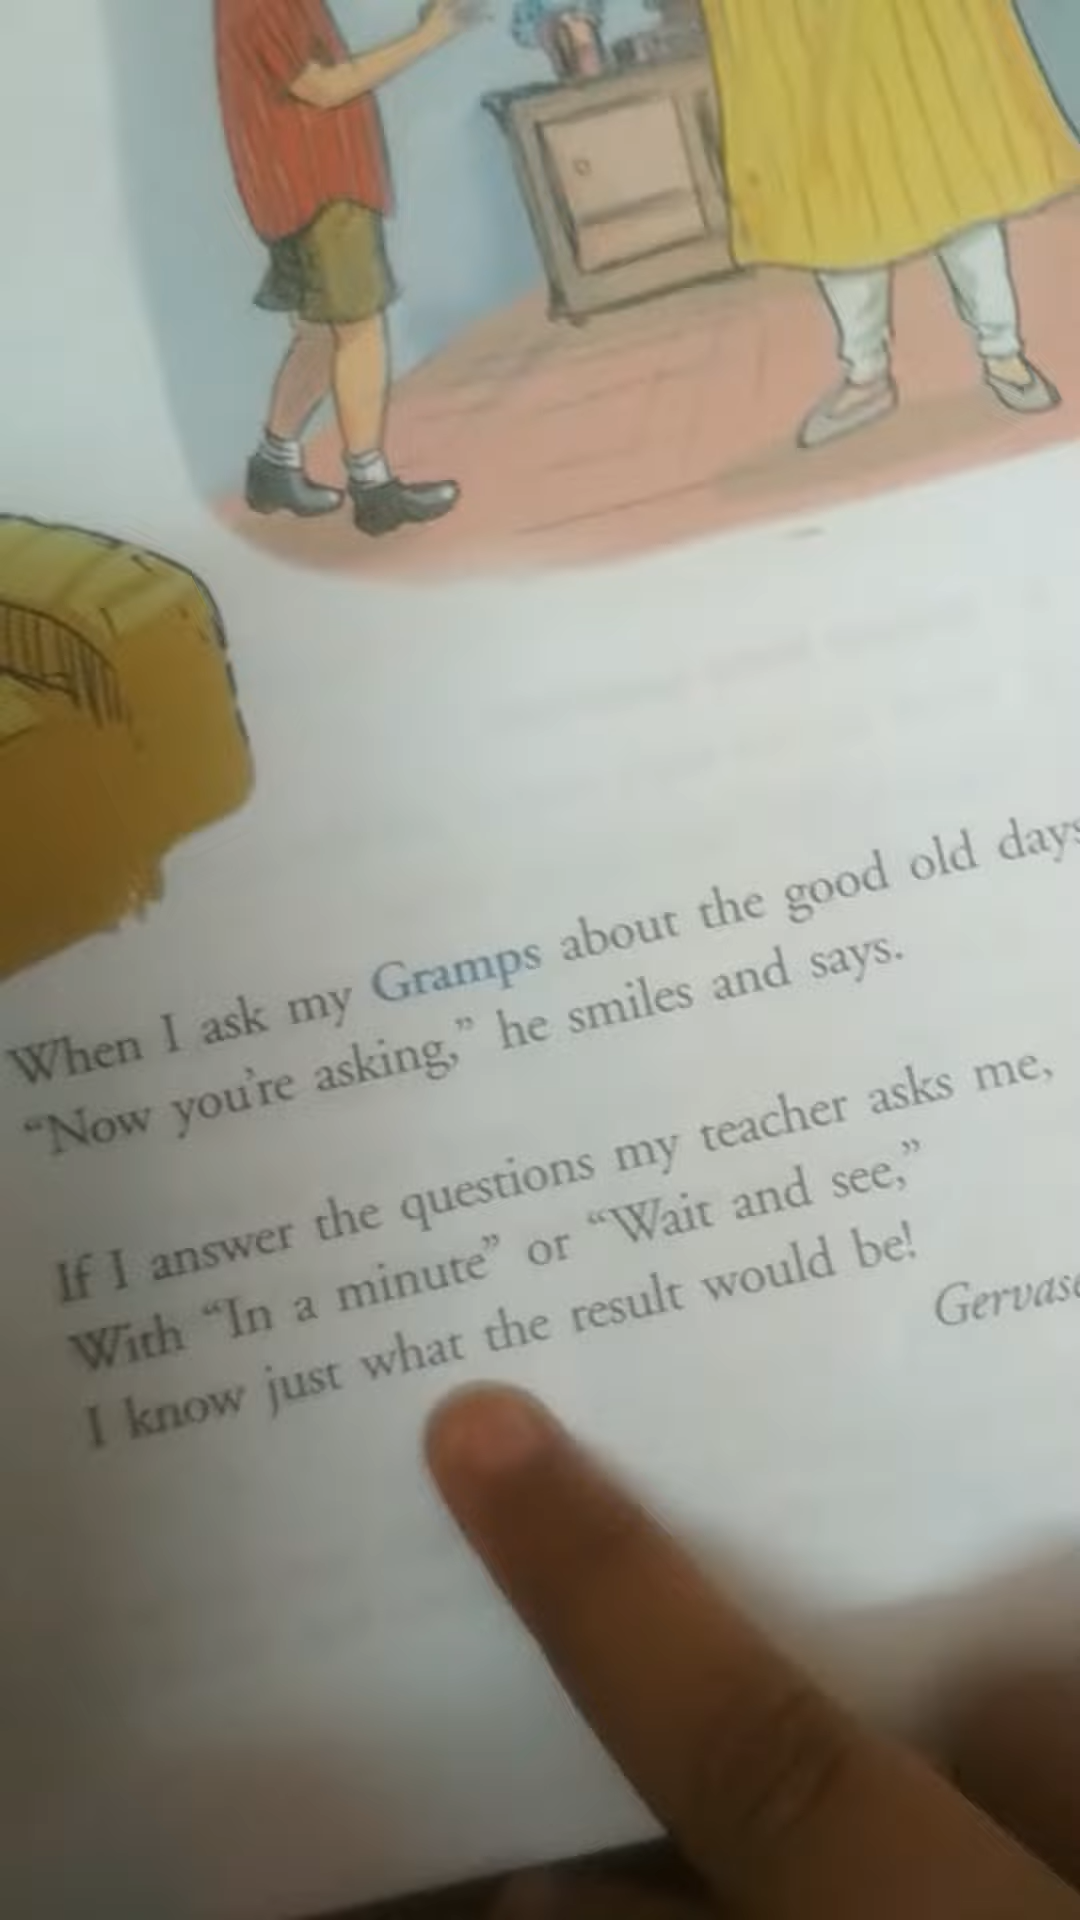 When I ask my Gramps about the good old days
“Now you're asking,” he smiles and says.
If I answer the questions my teacher asks me,
With “In a minute” or “Wait and see,”
I know just what the result would be!
Gervase